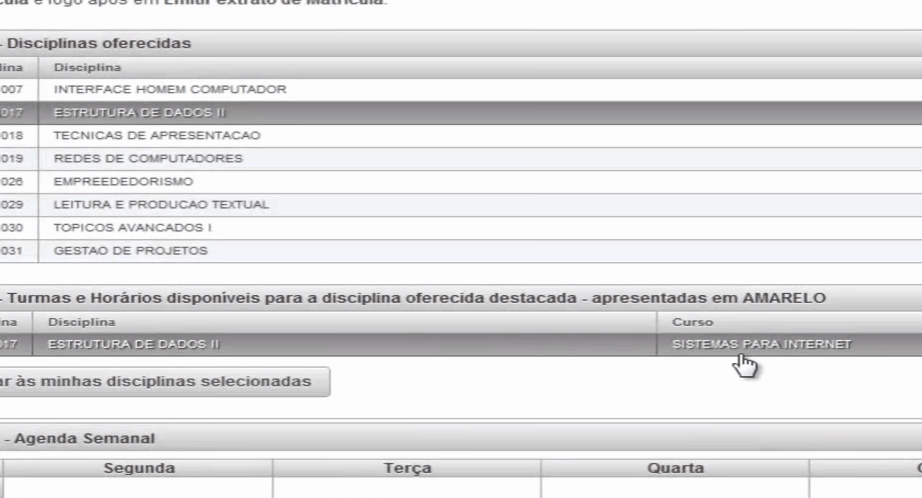 e logo após em Emitir extrato de Matrícula.
- Disciplinas oferecidas
Disciplina
007 INTERFACE HOMEM COMPUTADOR
017 ESTRUTURA DE DADOS II
018 TECNICAS DE APRESENTACAO
019 REDES DE COMPUTADORES
026 EMPREEDEDORISMO
029 LEITURA E PRODUCAO TEXTUAL
030 TOPICOS AVANCADOS I
031 GESTAO DE PROJETOS
- Turmas e Horários disponíveis para a disciplina oferecida destacada - apresentadas em AMARELO
Disciplina Curso
017 ESTRUTURA DE DADOS II SISTEMAS PARA INTERNET
ar às minhas disciplinas selecionadas
- Agenda Semanal
Segunda Terça Quarta